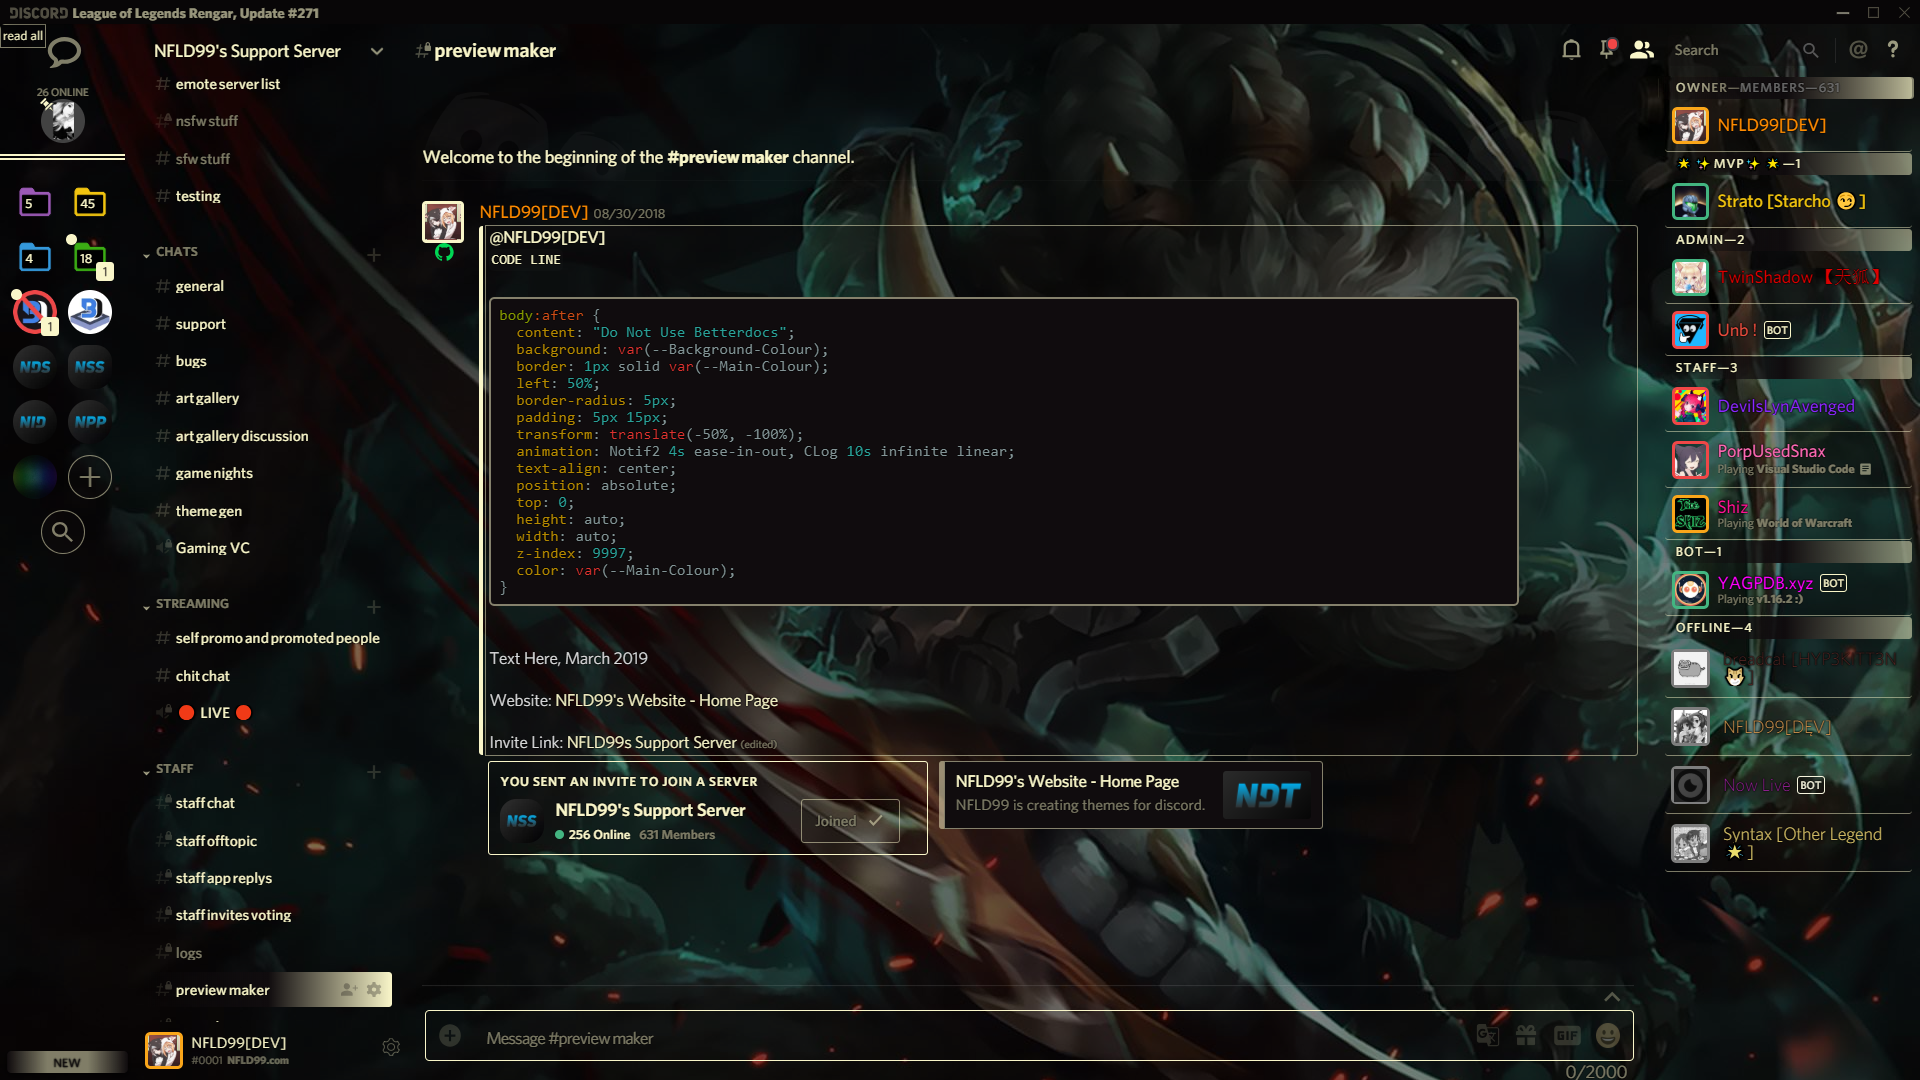 DISCORD League of Legends Rengar, Update #271
read all
26 ONLINE
5
45
4
18
1
1
NDS
NSS
NID
NPP
NEW
NFLD99's Support Server
emote server list
nsfw stuff
sfw stuff
testing
CHATS
general
support
bugs
art gallery
art gallery discussion
game nights
theme gen
Gaming VC
STREAMING
self promo and promoted people
chit chat
🔴 LIVE 🔴
STAFF
staff chat
staff offtopic
staff app replys
staff invites voting
logs
preview maker
NFLD99[DEV]
#0001 NFLD99.com
# preview maker
Search
@ ?
Welcome to the beginning of the #preview maker channel.
NFLD99[DEV] 08/30/2018
@NFLD99[DEV]
CODE LINE
body:after {
content: "Do Not Use Betterdocs";
background: var(--Background-Colour);
border: 1px solid var(--Main-Colour);
left: 50%;
border-radius: 5px;
padding: 5px 15px;
transform: translate(-50%, -100%);
animation: Notif2 4s ease-in-out, CLog 10s infinite linear;
text-align: center;
position: absolute;
top: 0;
height: auto;
width: auto;
z-index: 9997;
color: var(--Main-Colour);
}
Text Here, March 2019
Website: NFLD99's Website - Home Page
Invite Link: NFLD99s Support Server (edited)
YOU SENT AN INVITE TO JOIN A SERVER
NSS
NFLD99's Support Server
256 Online 631 Members
Joined
NFLD99's Website - Home Page
NFLD99 is creating themes for discord.
NDT
Message #preview maker
GIF
0/2000
OWNER—MEMBERS—631
NFLD99[DEV]
★ ✨ MVP ✨ ★ —1
Strato [Starcho 😏 ]
ADMIN—2
TwinShadow 【天狐】
Unb ! BOT
STAFF—3
DevilsLynAvenged
PorpUsedSnax
Playing Visual Studio Code
Shiz
Playing World of Warcraft
BOT—1
YAGPDB.xyz BOT
Playing v1.16.2 :)
OFFLINE—4
NFLD99[DEV]
Now Live BOT
Syntax [Other Legend
🌟 ]